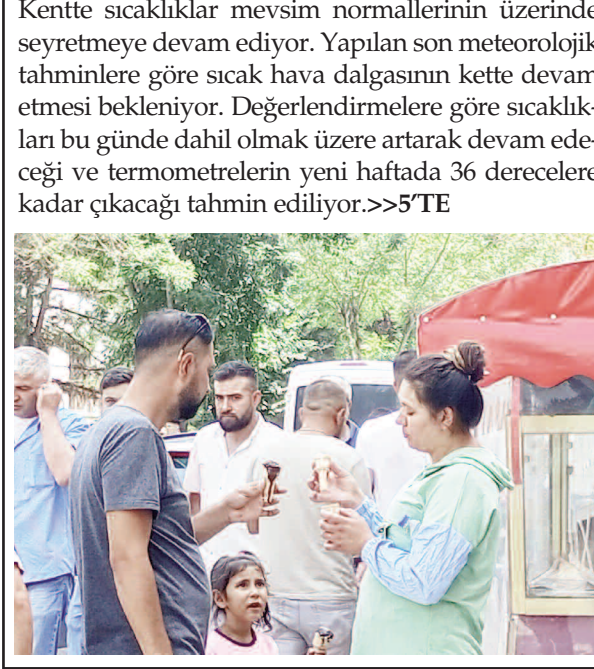 Kentte sıcaklıklar mevsim normallerinin üzerinde
seyretmeye devam ediyor. Yapılan son meteorolojik
tahminlere göre sıcak hava dalgasının kette devam
etmesi bekleniyor. Değerlendirmelere göre sıcaklık-
ları bu günde dahil olmak üzere artarak devam ede-
ceği ve termometrelerin yeni haftada 36 derecelere
kadar çıkacağı tahmin ediliyor.>>5'TE